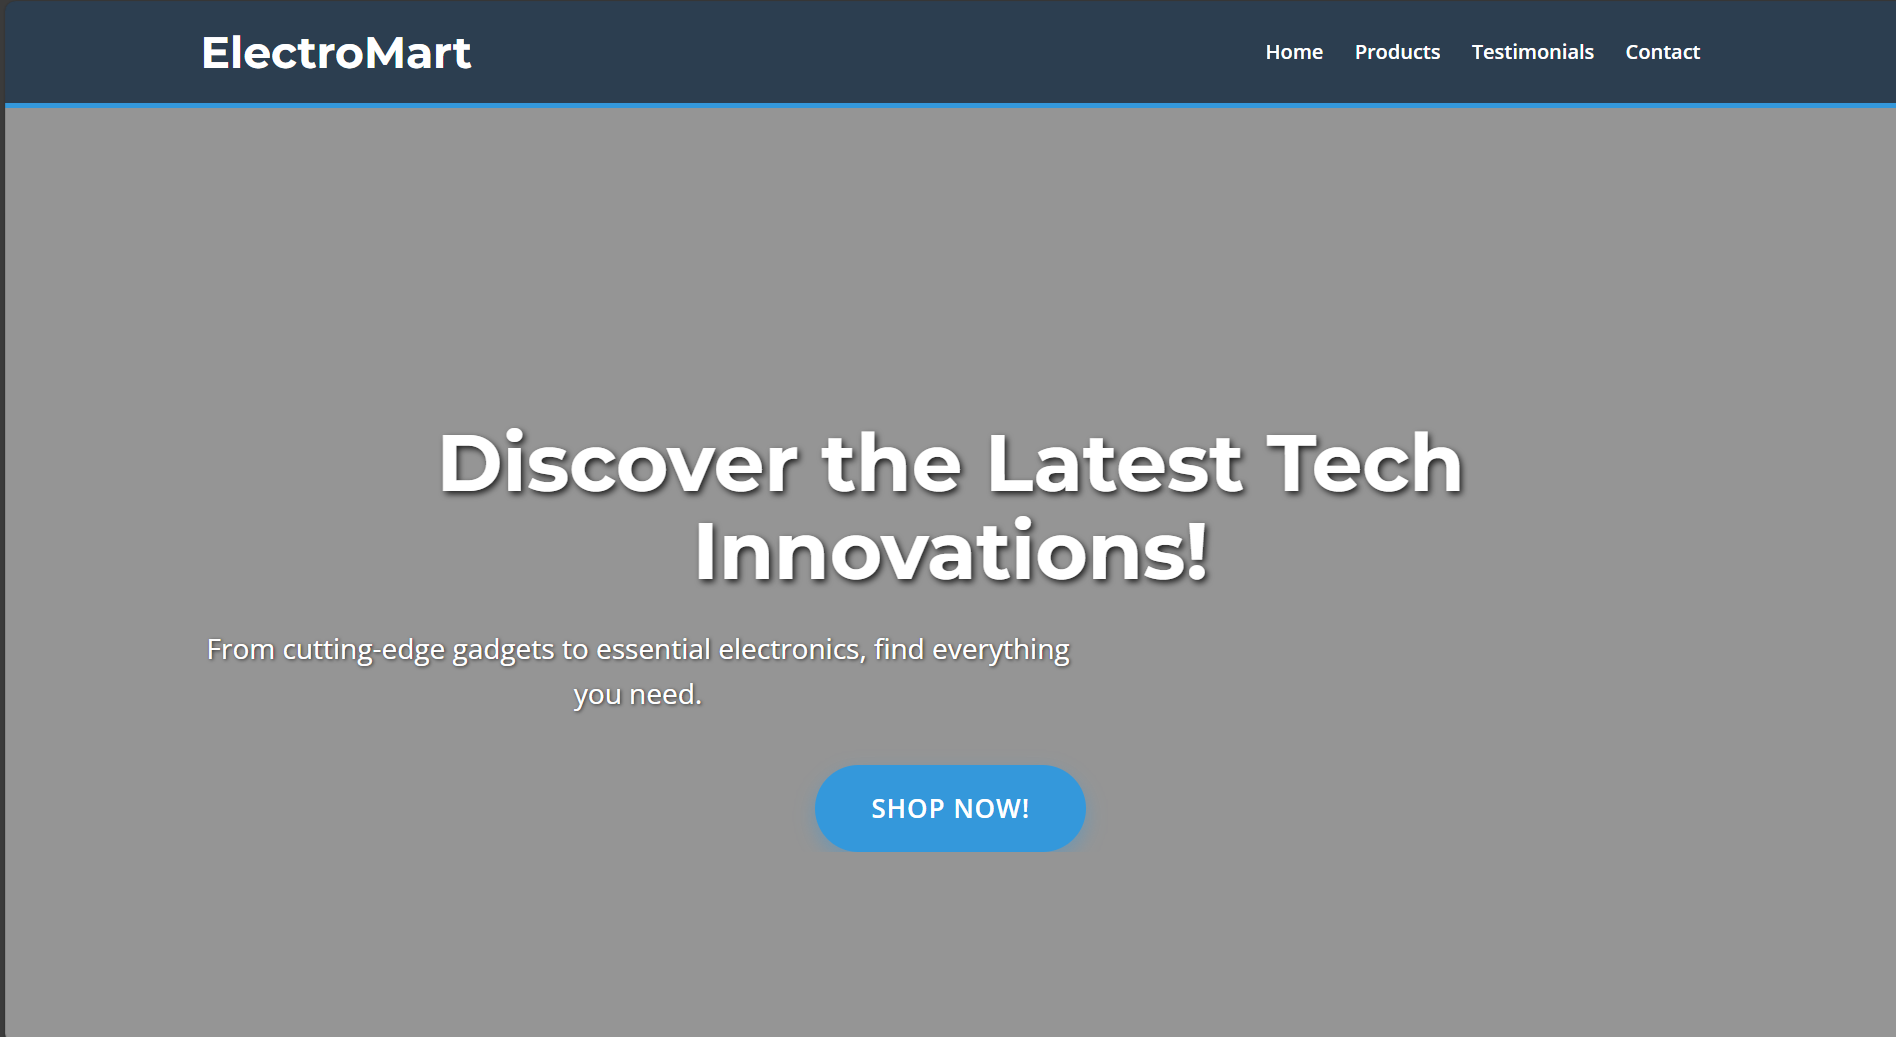 ElectroMart
Home Products Testimonials Contact
Discover the Latest Tech
Innovations!
From cutting-edge gadgets to essential electronics, find everything
you need.
SHOP NOW!